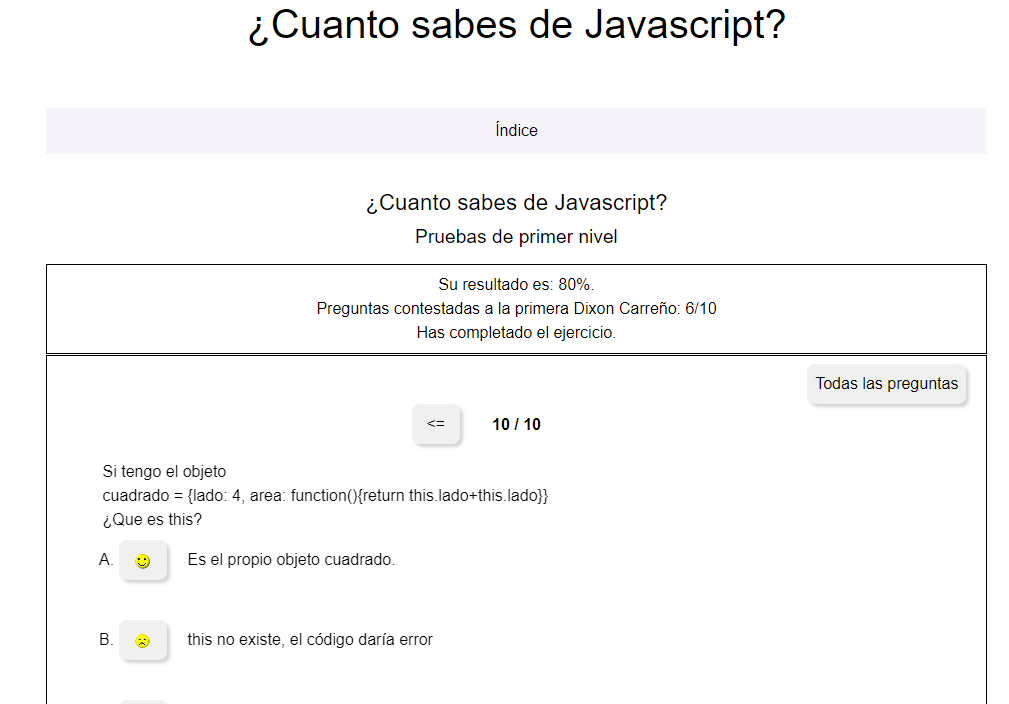 ¿Cuanto sabes de Javascript?
Índice
¿Cuanto sabes de Javascript?
Pruebas de primer nivel
Su resultado es: 80%.
Preguntas contestadas a la primera Dixon Carreño: 6/10
Has completado el ejercicio.
Todas las preguntas
<= 10 / 10
Si tengo el objeto
cuadrado = {lado: 4, area: function(){return this.lado+this.lado}}
¿Que es this?
A. Es el propio objeto cuadrado.
B. this no existe, el código daría error